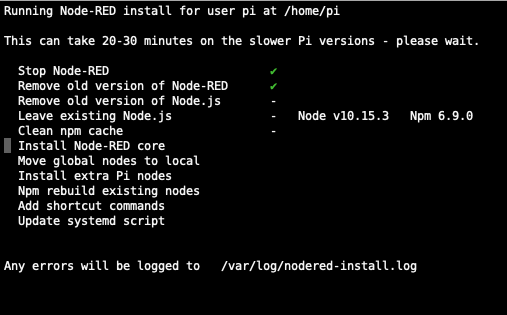 Running Node-RED install for user pi at /home/pi
This can take 20-30 minutes on the slower Pi versions - please wait.
Stop Node-RED ✔
Remove old version of Node-RED ✔
Remove old version of Node.js -
Leave existing Node.js - Node v10.15.3 Npm 6.9.0
Clean npm cache -
Install Node-RED core
Move global nodes to local
Install extra Pi nodes
Npm rebuild existing nodes
Add shortcut commands
Update systemd script
Any errors will be logged to /var/log/nodered-install.log